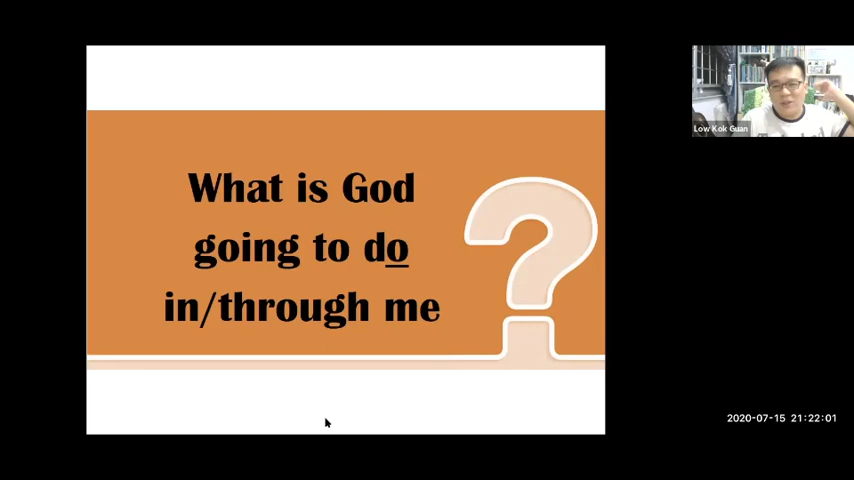 What is God
going to do
in/through me
?
Low Kok Guan
2020-07-15 21:22:01